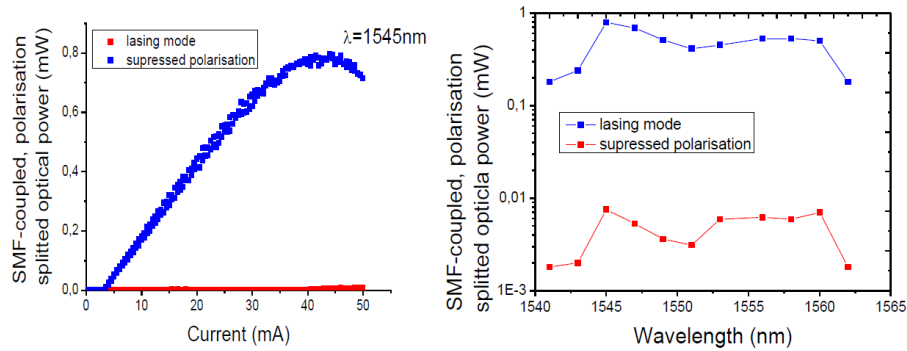 SMF-coupled, polarisation
splitted optical power (mW)
0,8
0,6
0,4
0,2
0,0
lasing mode
supressed polarisation
λ=1545nm
0
10
20
30
40
50
Current (mA)
SMF-coupled, polarisation
splitted opticla power (mW)
1
0,1
0,01
1E-3
lasing mode
supressed polarisation
1540
1545
1550
1555
1560
1565
Wavelength (nm)